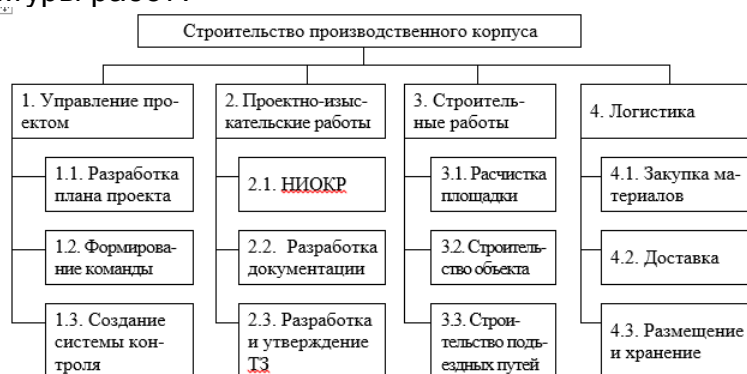 Строительство производственного корпуса
1. Управление про-
ектом
2. Проектно-изыс-
кательские работы
3. Строитель-
ные работы
4. Логистика
1.1. Разработка
плана проекта
2.1. НИОКР
3.1. Расчистка
площадки
4.1. Закупка ма-
териалов
1.2. Формирова-
ние команды
2.2. Разработка
документации
3.2. Строитель-
ство объекта
4.2. Доставка
1.3. Создание
системы кон-
троля
2.3. Разработка
и утверждение
ТЗ
3.3. Строи-
тельство подъ-
ездных путей
4.3. Размещение
и хранение